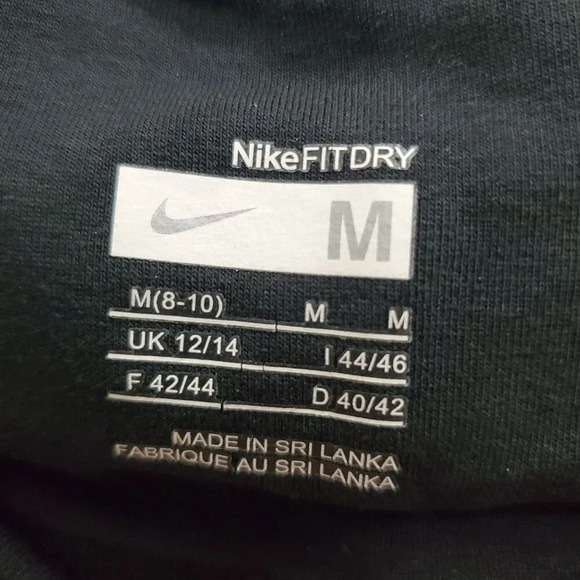 NikeFITDRY
M
M(8-10) M M
UK 12/14 I 44/46
F 42/44 D 40/42
MADE IN SRI LANKA
FABRIQUE AU SRI LANKA